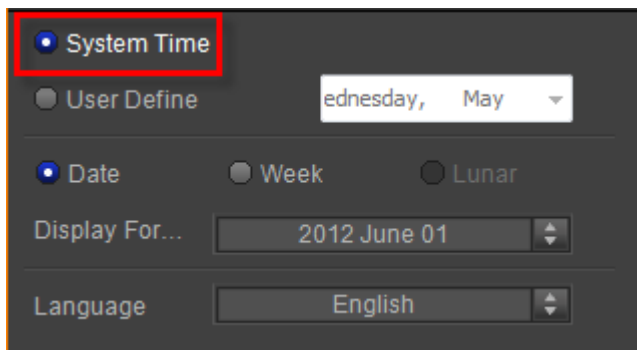 System Time
User Define ednesday, May
Date Week Lunar
Display For... 2012 June 01
Language English